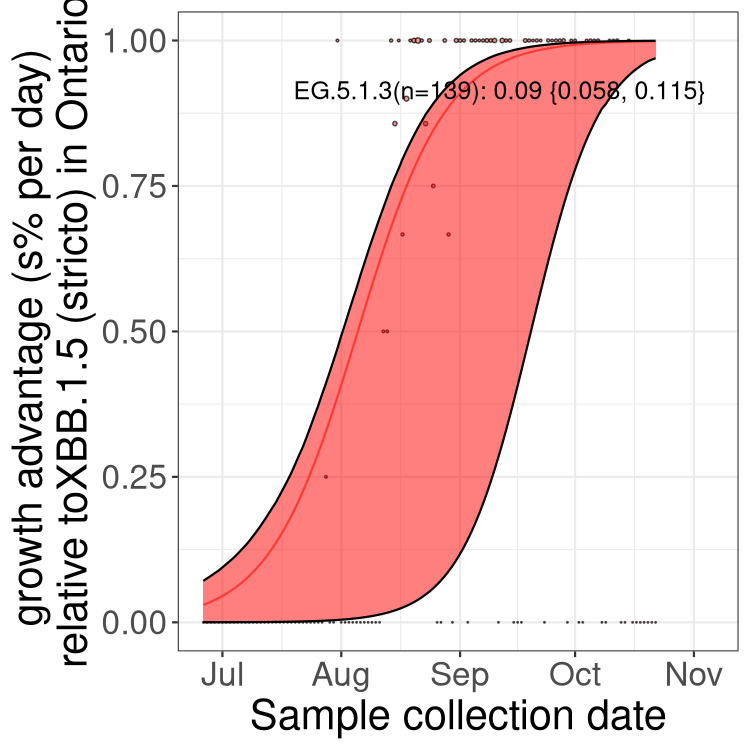 growth advantage (s% per day)
relative toXBB.1.5 (stricto) in Ontario
1.00
0.75
0.50
0.25
0.00
EG.5.1.3(n=139): 0.09 {0.058, 0.115}
Jul Aug Sep Oct Nov
Sample collection date